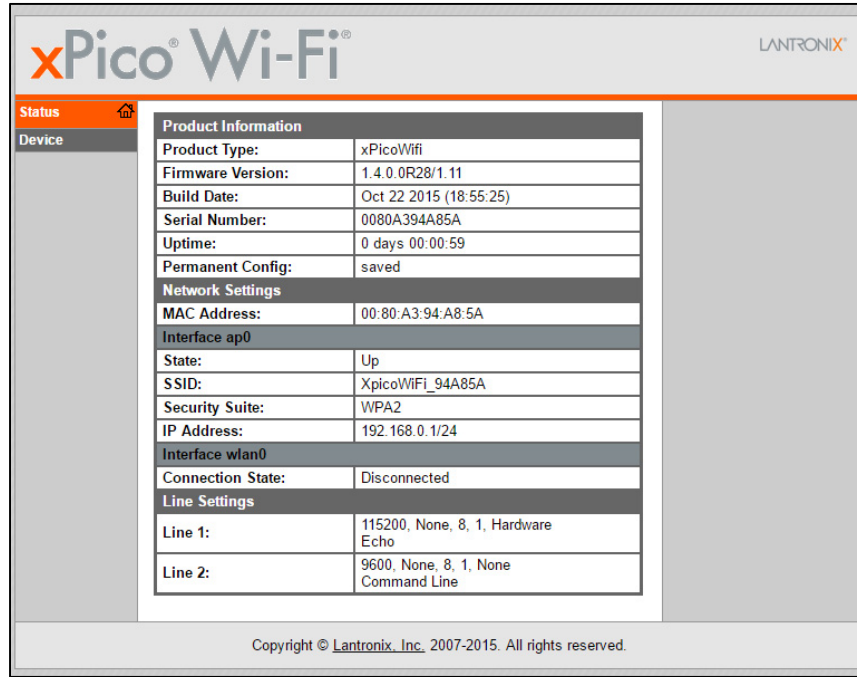 xPico® Wi-Fi®
LANTRONIX®
Status
Device
Product Information
Product Type: xPicoWifi
Firmware Version: 1.4.0.0R28/1.11
Build Date: Oct 22 2015 (18:55:25)
Serial Number: 0080A394A85A
Uptime: 0 days 00:00:59
Permanent Config: saved
Network Settings
MAC Address: 00:80:A3:94:A8:5A
Interface ap0
State: Up
SSID: XpicoWiFi_94A85A
Security Suite: WPA2
IP Address: 192.168.0.1/24
Interface wlan0
Connection State: Disconnected
Line Settings
Line 1: 115200, None, 8, 1, Hardware
Echo
Line 2: 9600, None, 8, 1, None
Command Line
Copyright © Lantronix, Inc. 2007-2015. All rights reserved.